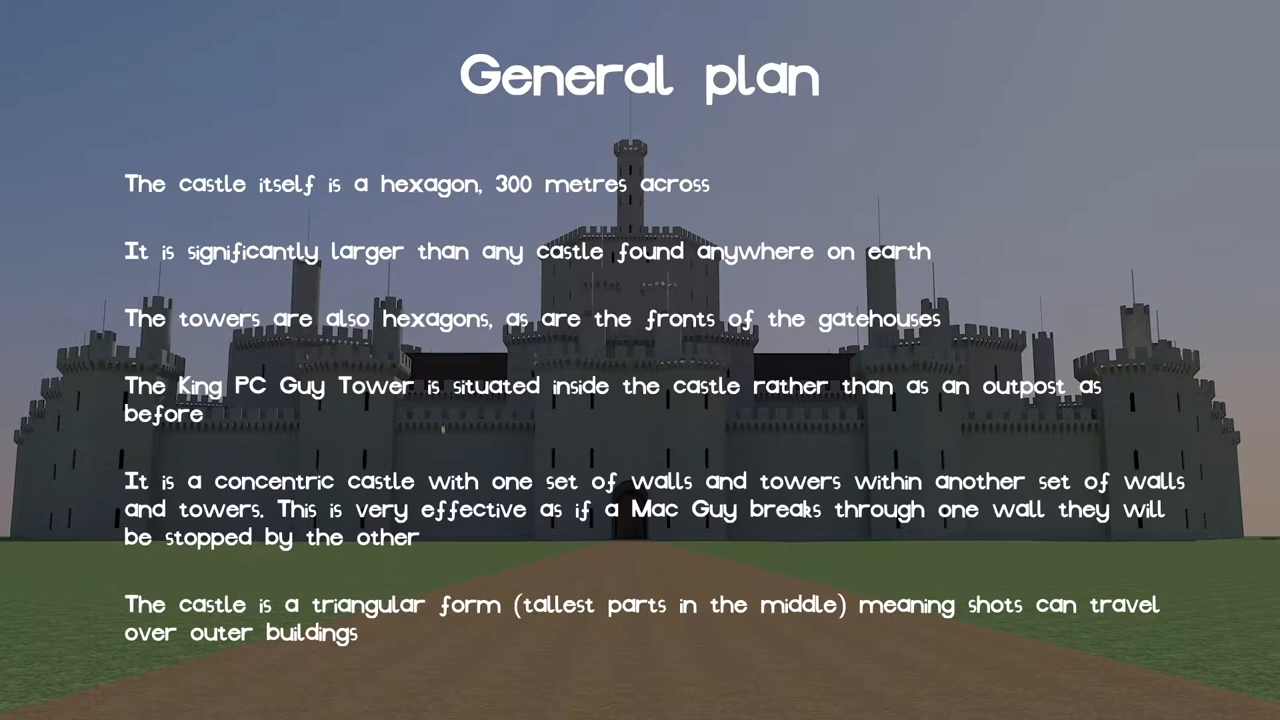 General plan
The castle itself is a hexagon, 300 metres across
It is significantly larger than any castle found anywhere on earth
The towers are also hexagons, as are the fronts of the gatehouses
The King PC Guy Tower is situated inside the castle rather than as an outpost as
before
It is a concentric castle with one set of walls and towers within another set of walls
and towers. This is very effective as if a Mac Guy breaks through one wall they will
be stopped by the other
The castle is a triangular form (tallest parts in the middle) meaning shots can travel
over outer buildings